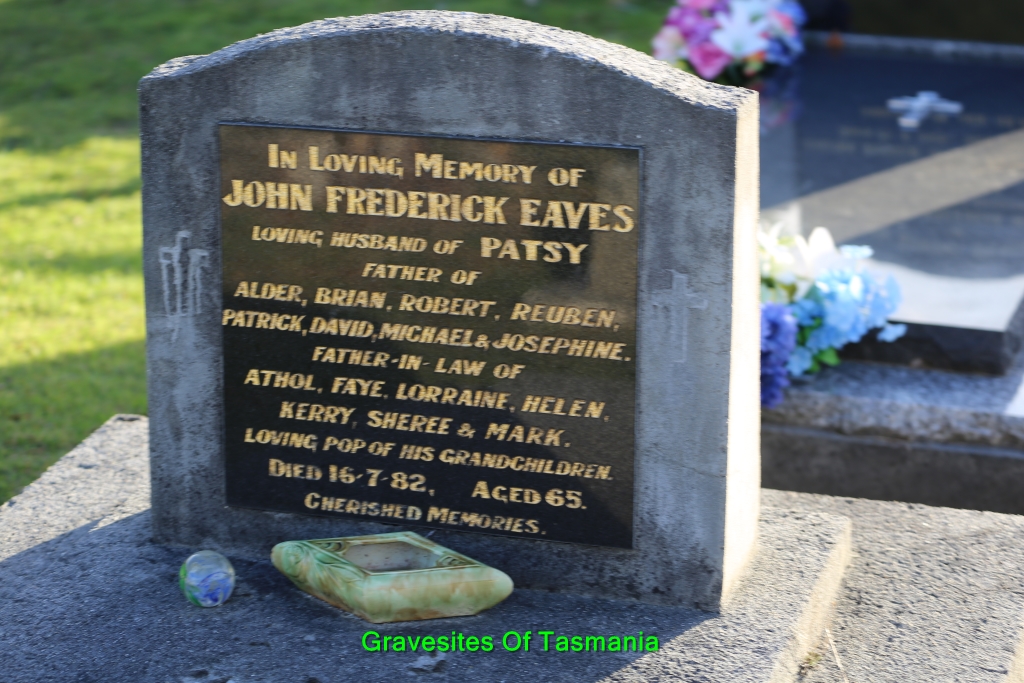 IN LOVING MEMORY OF
JOHN FREDERICK EAVES
LOVING HUSBAND OF PATSY
FATHER OF
ALDER, BRIAN, ROBERT, REUBEN,
PATRICK, DAVID, MICHAEL & JOSEPHINE.
FATHER-IN-LAW OF
ATHOL, FAYE, LORRAINE, HELEN,
KERRY, SHEREE & MARK.
LOVING POP OF HIS GRANDCHILDREN.
DIED 16-7-82, AGED 65.
CHERISHED MEMORIES.
Gravesites Of Tasmania